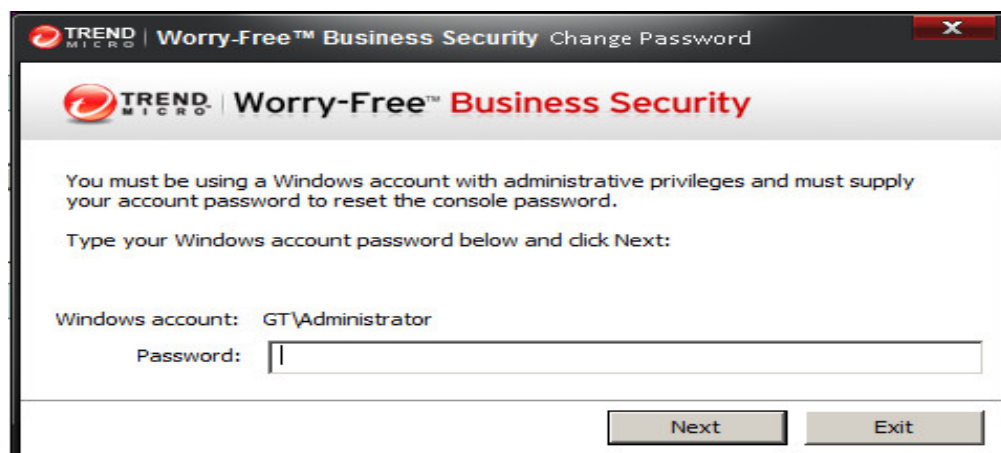 TREND MICRO | Worry-Free™ Business Security Change Password X
TREND MICRO™ | Worry-Free™ Business Security
You must be using a Windows account with administrative privileges and must supply
your account password to reset the console password.
Type your Windows account password below and click Next:
Windows account: GT\Administrator
Password:
Next Exit